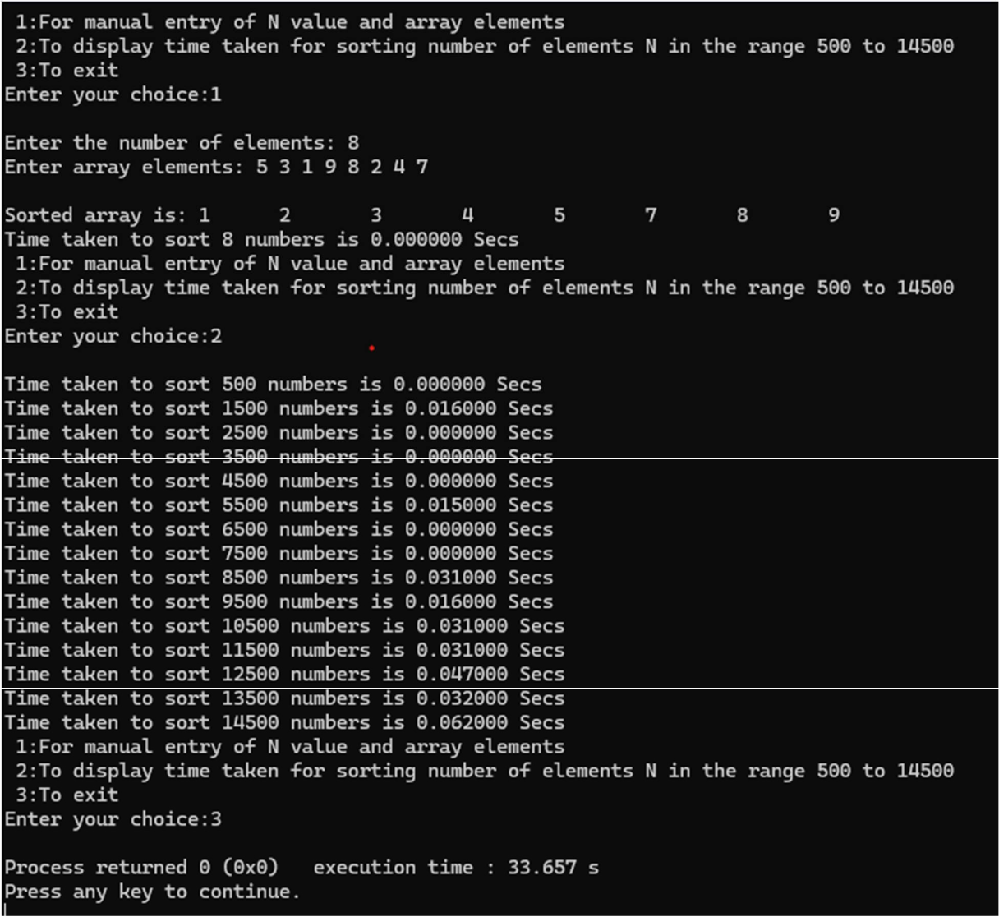 1:For manual entry of N value and array elements
2:To display time taken for sorting number of elements N in the range 500 to 14500
3:To exit
Enter your choice:1
Enter the number of elements: 8
Enter array elements: 5 3 1 9 8 2 4 7
Sorted array is: 1 2 3 4 5 7 8 9
Time taken to sort 8 numbers is 0.000000 Secs
1:For manual entry of N value and array elements
2:To display time taken for sorting number of elements N in the range 500 to 14500
3:To exit
Enter your choice:2
Time taken to sort 500 numbers is 0.000000 Secs
Time taken to sort 1500 numbers is 0.016000 Secs
Time taken to sort 2500 numbers is 0.000000 Secs
Time taken to sort 3500 numbers is 0.000000 Secs
Time taken to sort 4500 numbers is 0.000000 Secs
Time taken to sort 5500 numbers is 0.015000 Secs
Time taken to sort 6500 numbers is 0.000000 Secs
Time taken to sort 7500 numbers is 0.000000 Secs
Time taken to sort 8500 numbers is 0.031000 Secs
Time taken to sort 9500 numbers is 0.016000 Secs
Time taken to sort 10500 numbers is 0.031000 Secs
Time taken to sort 11500 numbers is 0.031000 Secs
Time taken to sort 12500 numbers is 0.047000 Secs
Time taken to sort 13500 numbers is 0.032000 Secs
Time taken to sort 14500 numbers is 0.062000 Secs
1:For manual entry of N value and array elements
2:To display time taken for sorting number of elements N in the range 500 to 14500
3:To exit
Enter your choice:3
Process returned 0 (0x0) execution time : 33.657 s
Press any key to continue.